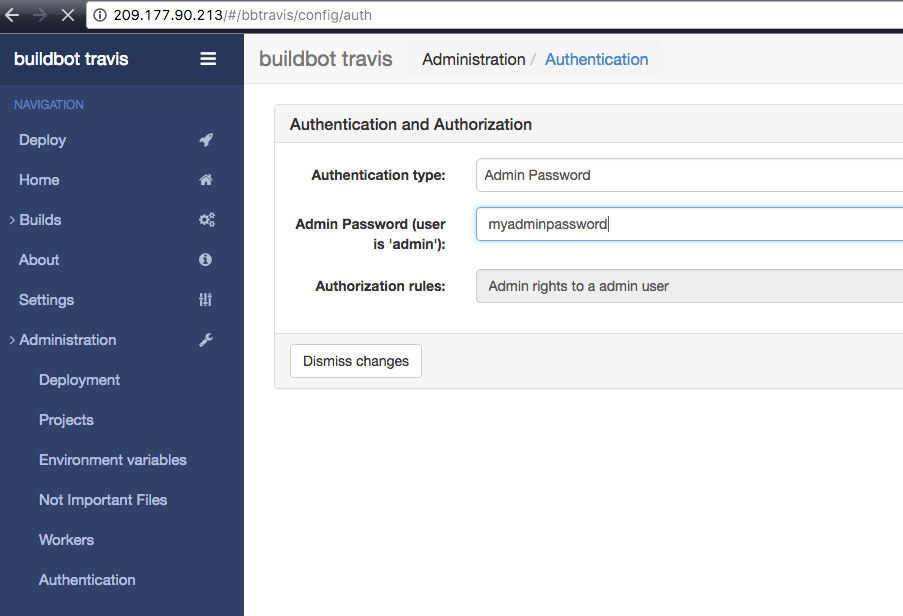 209.177.90.213/#/bbtravis/config/auth
buildbot travis
buildbot travis
Administration / Authentication
NAVIGATION
Deploy
Home
Builds
About
Settings
Administration
Deployment
Projects
Environment variables
Not Important Files
Workers
Authentication
Authentication and Authorization
Authentication type:
Admin Password
Admin Password (user
is 'admin'):
myadminpassword
Authorization rules:
Admin rights to a admin user
Dismiss changes